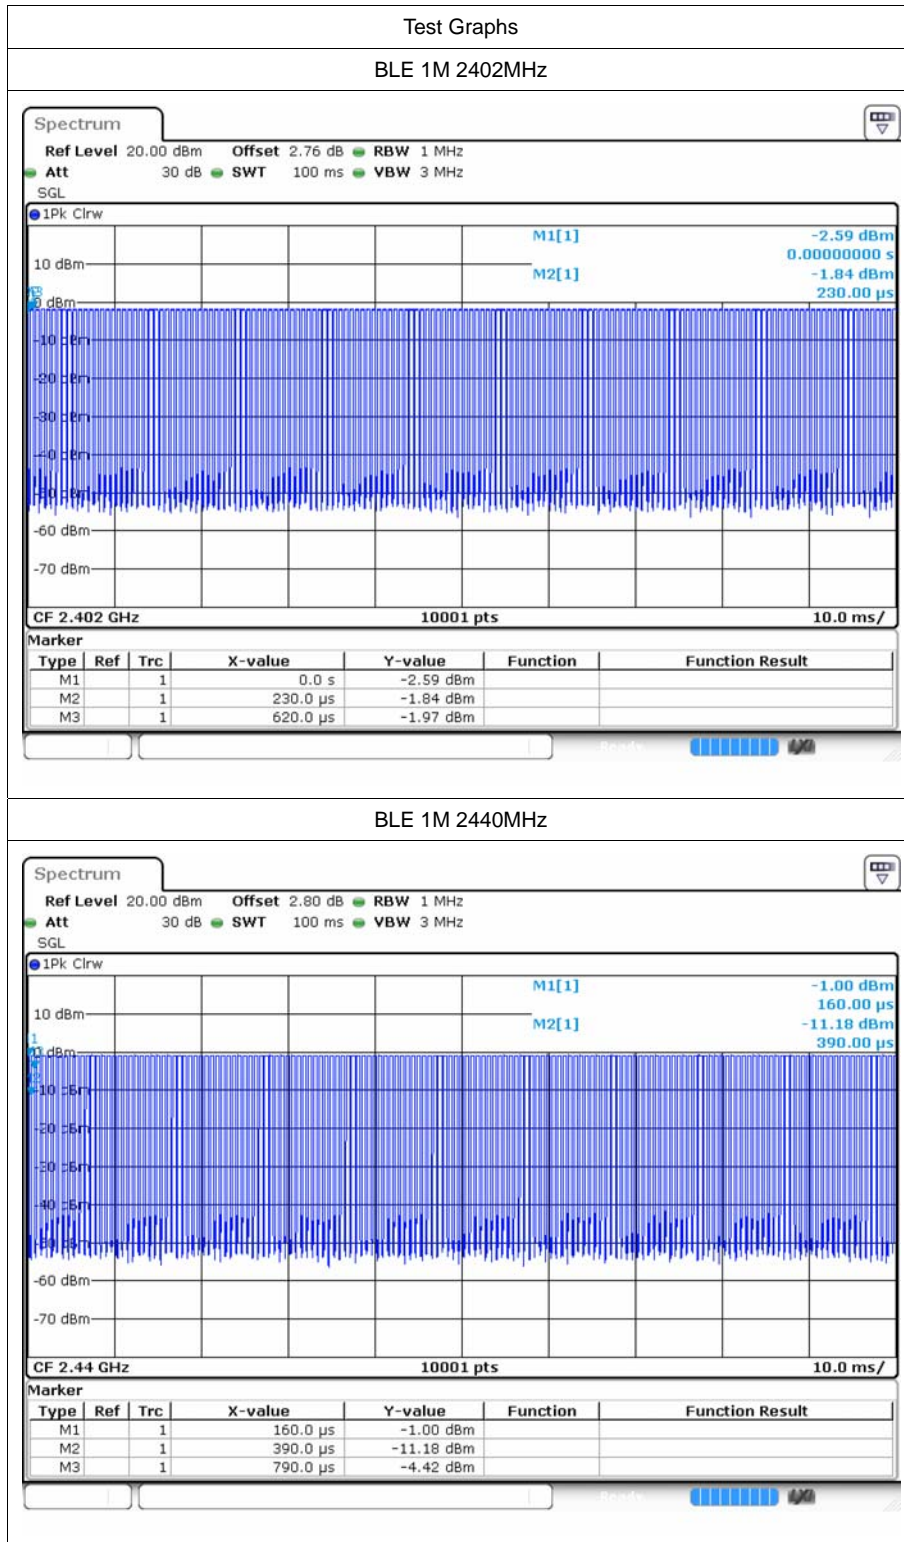 Test Graphs
BLE 1M 2402MHz
Spectrum
Ref Level 20.00 dBm Offset 2.76 dB RBW 1 MHz
Att 30 dB SWT 100 ms VBW 3 MHz
SGL
1Pk Clrw
M1[1] -2.59 dBm
0.00000000 s
10 dBm
M2[1] -1.84 dBm
230.00 µs
0 dBm
-60 dBm
-70 dBm
CF 2.402 GHz 10001 pts 10.0 ms/
Marker
Type Ref Trc X-value Y-value Function Function Result
M1 1 0.0 s -2.59 dBm
M2 1 230.0 µs -1.84 dBm
M3 1 620.0 µs -1.97 dBm
Ready
BLE 1M 2440MHz
Spectrum
Ref Level 20.00 dBm Offset 2.80 dB RBW 1 MHz
Att 30 dB SWT 100 ms VBW 3 MHz
SGL
1Pk Clrw
M1[1] -1.00 dBm
160.00 µs
10 dBm
M2[1] -11.18 dBm
390.00 µs
-60 dBm
-70 dBm
CF 2.44 GHz 10001 pts 10.0 ms/
Marker
Type Ref Trc X-value Y-value Function Function Result
M1 1 160.0 µs -1.00 dBm
M2 1 390.0 µs -11.18 dBm
M3 1 790.0 µs -4.42 dBm
Ready